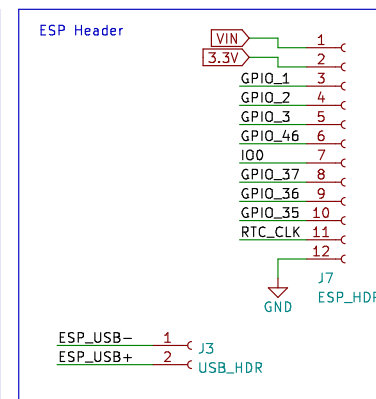 ESP Header
VIN 1
3.3V 2
GPIO_1 3
GPIO_2 4
GPIO_3 5
GPIO_46 6
IO0 7
GPIO_37 8
GPIO_36 9
GPIO_35 10
RTC_CLK 11
12
J7
GND
ESP_HDR
ESP_USB- 1
J3
ESP_USB+ 2
USB_HDR